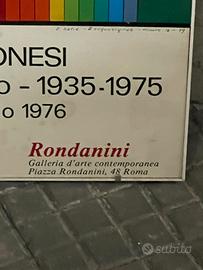 ONESI
o - 1935-1975
o 1976
Rondanini
Galleria d'arte contemporanea
Piazza Rondanini, 48 Roma
subito